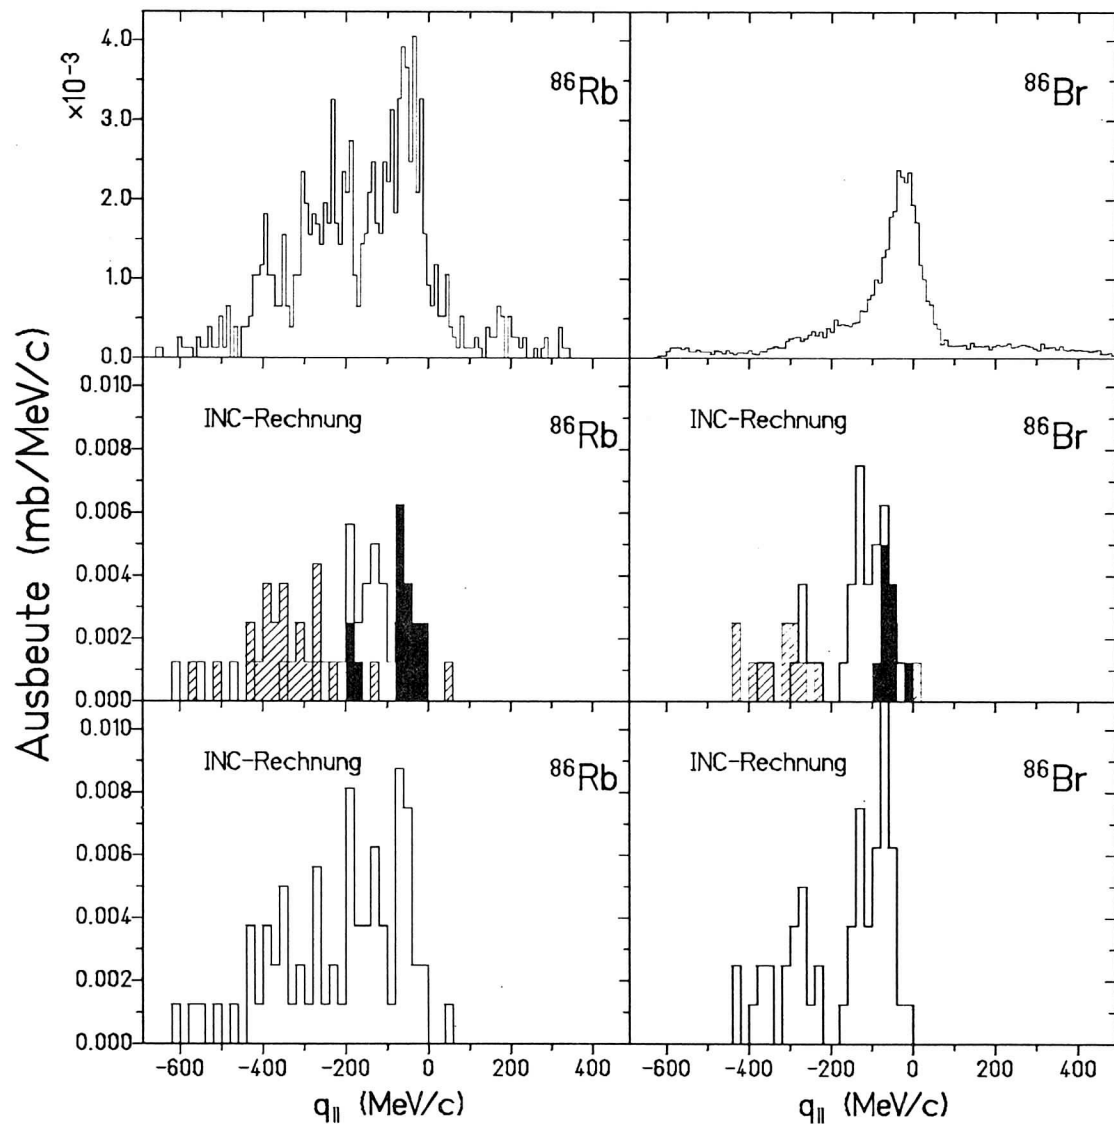 Ausbeute (mb/MeV/c)
×10⁻³
4.0
3.0
2.0
1.0
0.0
⁸⁶Rb
⁸⁶Br
0.010
0.008
0.006
0.004
0.002
0.000
INC-Rechnung
⁸⁶Rb
INC-Rechnung
⁸⁶Br
0.010
0.008
0.006
0.004
0.002
0.000
INC-Rechnung
⁸⁶Rb
INC-Rechnung
⁸⁶Br
-600 -400 -200 0 200 400
-600 -400 -200 0 200 400
q∥ (MeV/c)
q∥ (MeV/c)